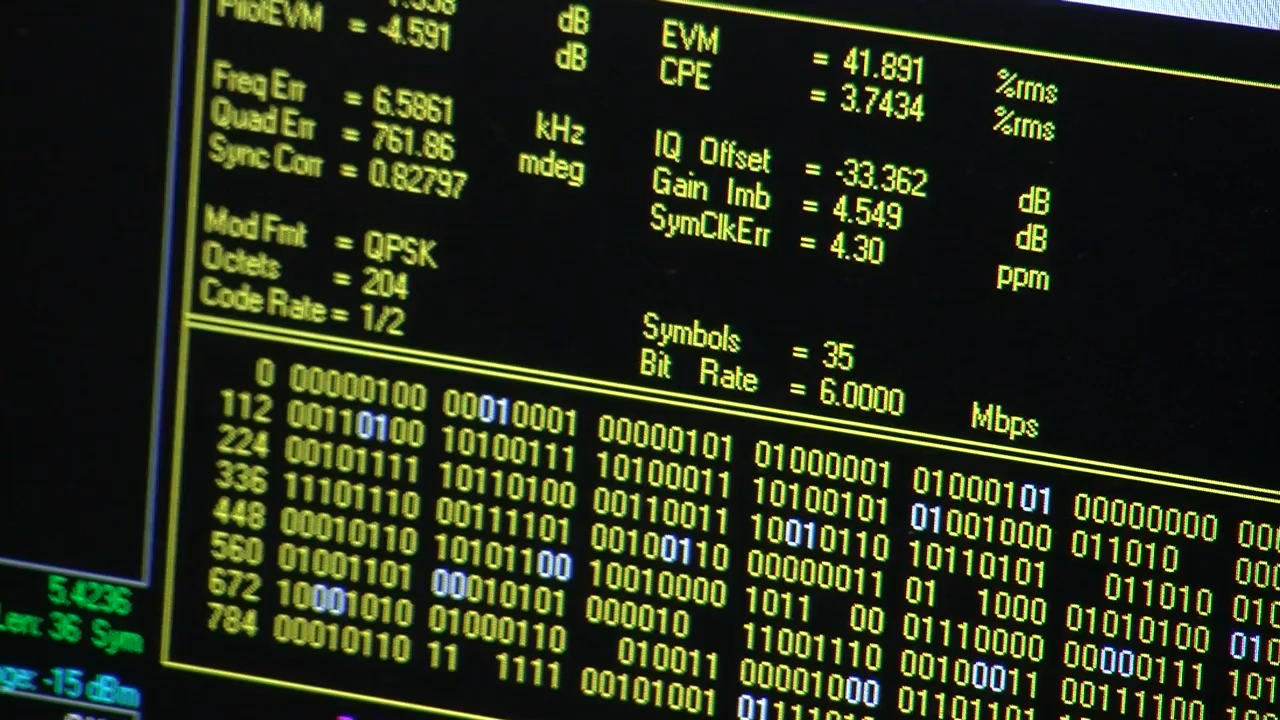 dB
PilotEVM = -4.591 dB
EVM = 41.891 %rms
CPE = 3.7434 %rms
Freq Err = 6.5861 kHz
Quad Err = 761.86 mdeg
Sync Corr = 0.82797
IQ Offset = -33.362 dB
Gain Imb = 4.549 dB
SymClkErr = 4.30 ppm
Mod Fmt = QPSK
Octets = 204
Code Rate = 1/2
Symbols = 35
Bit Rate = 6.0000 Mbps
0 00000100 00010001 00000101 01000001 01000101 00000000
112 00110100 10100111 10100011 10100101 01001000 011010
224 00101111 10110100 00110011 10010110 10110101 011010
336 11101110 00111101 00100110 00000011 01 1000 01010100
448 00010110 10101100 10010000 1011 00 01110000 00000111
560 01001101 00010101 000010 11001110 00100011 00111100
672 10001010 01000110 010011 00001000 01101101
784 00010110 11 1111 00101001
5.4236
Len: 36 Sym
-15 dBm